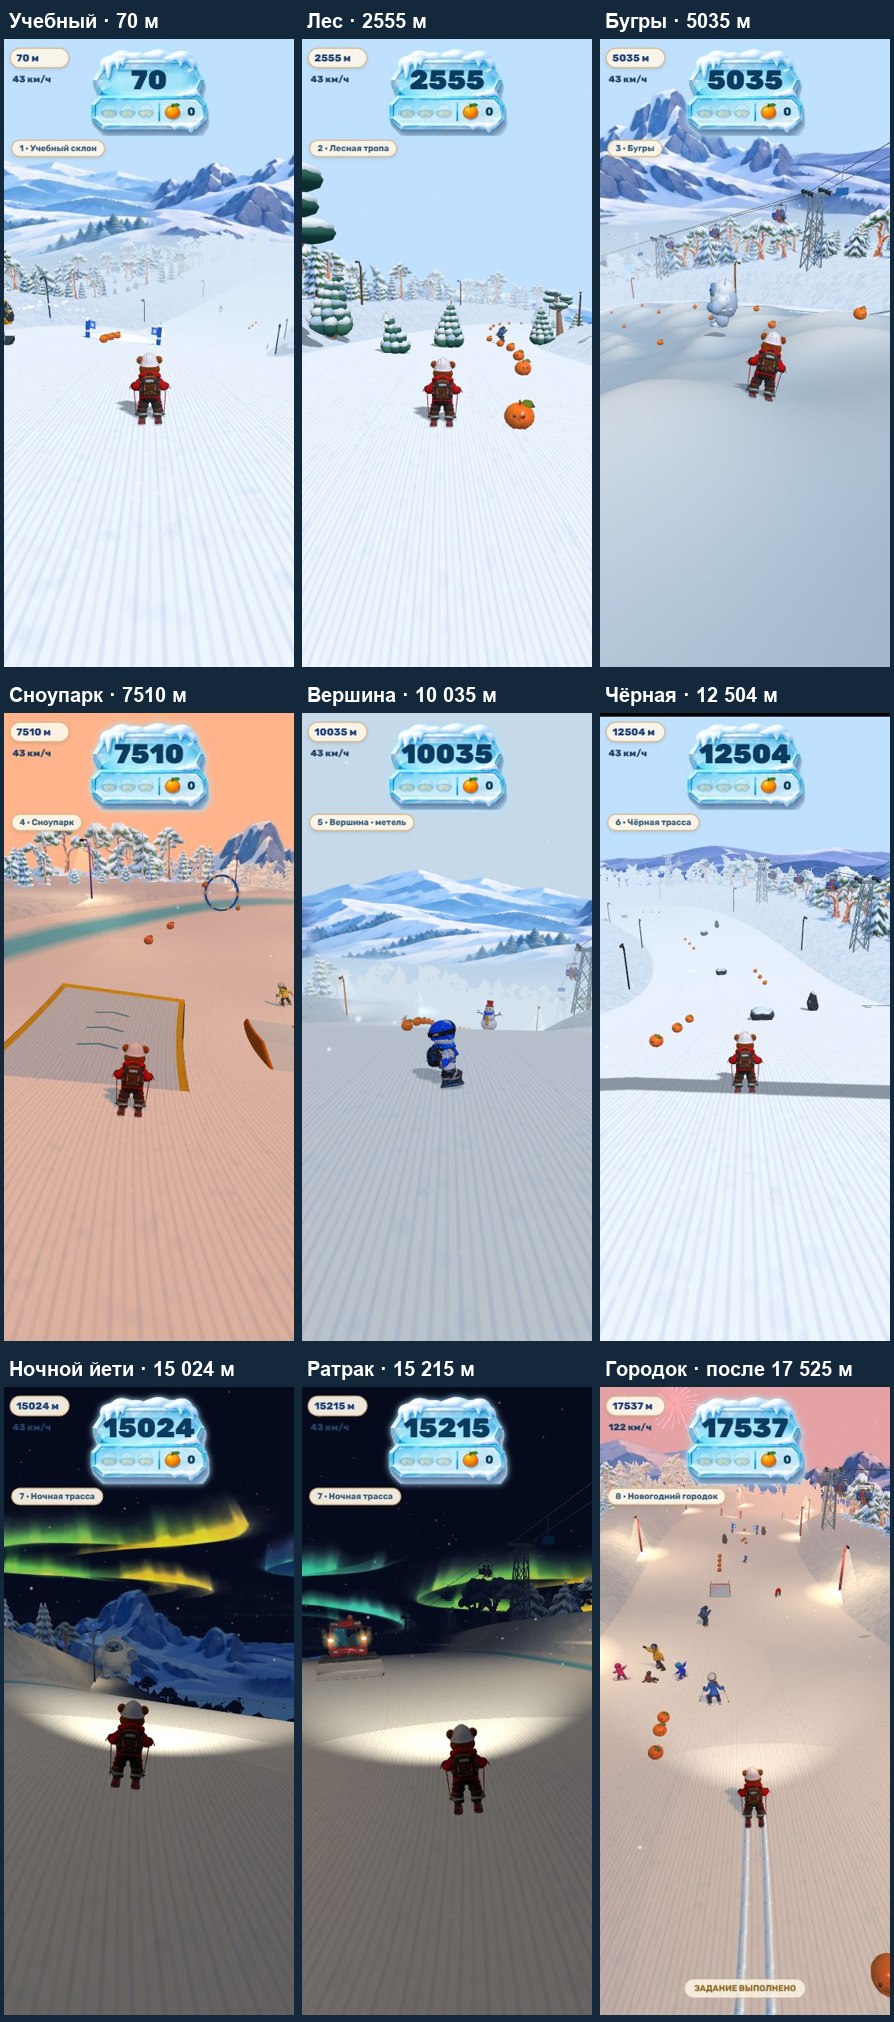 Учебный · 70 м
70 м
43 км/ч
70
0
1 · Учебный склон
Лес · 2555 м
2555 м
43 км/ч
2555
0
2 · Лесная тропа
Бугры · 5035 м
5035 м
43 км/ч
5035
0
3 · Бугры
Сноупарк · 7510 м
7510 м
43 км/ч
7510
0
4 · Сноупарк
Вершина · 10 035 м
10035 м
43 км/ч
10035
0
5 · Вершина · метель
Чёрная · 12 504 м
12504 м
43 км/ч
12504
0
6 · Чёрная трасса
Ночной йети · 15 024 м
15024 м
43 км/ч
15024
0
7 · Ночная трасса
Ратрак · 15 215 м
15215 м
43 км/ч
15215
0
7 · Ночная трасса
Городок · после 17 525 м
17537 м
122 км/ч
17537
0
8 · Новогодний городок
ЗАДАНИЕ ВЫПОЛНЕНО